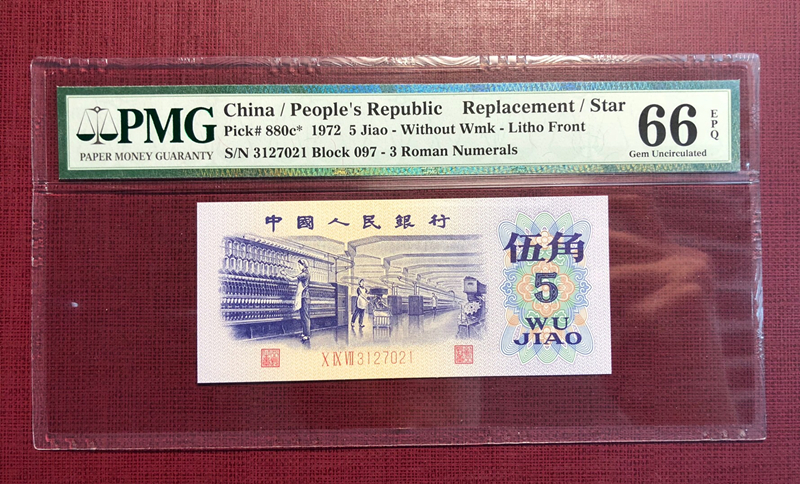 PMG
PAPER MONEY GUARANTY
China / People's Republic Replacement / Star
Pick# 880c* 1972 5 Jiao - Without Wmk - Litho Front
S/N 3127021 Block 097 - 3 Roman Numerals
66 EPQ
Gem Uncirculated
中國人民銀行
伍角
5
WU
JIAO
X IX VII 3127021